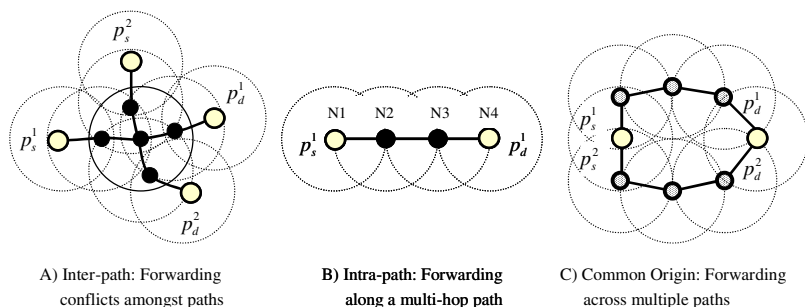 p_s^2
p_d^1
p_s^1
p_d^2
N1 N2 N3 N4
p_s^1
p_d^1
p_s^1
p_d^1
p_s^2
p_d^2
A) Inter-path: Forwarding
conflicts amongst paths
B) Intra-path: Forwarding
along a multi-hop path
C) Common Origin: Forwarding
across multiple paths